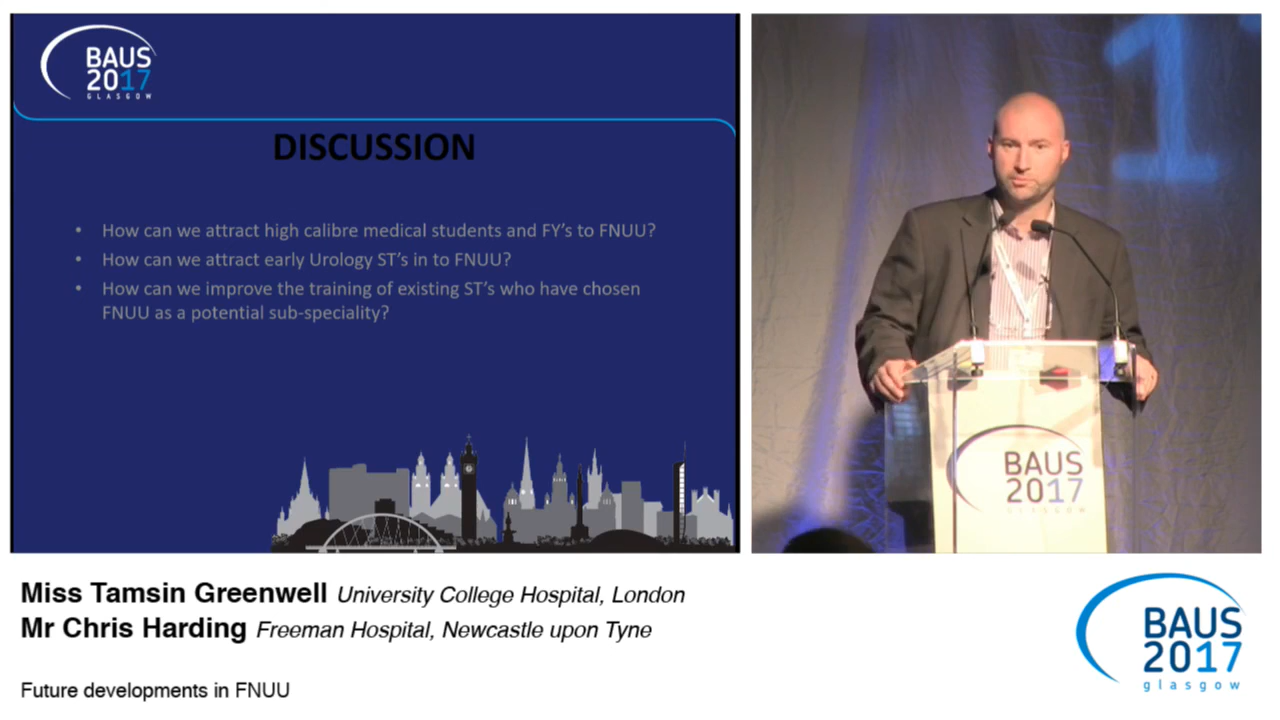 BAUS
2017
GLASGOW
DISCUSSION
• How can we attract high calibre medical students and FY's to FNUU?
• How can we attract early Urology ST's in to FNUU?
• How can we improve the training of existing ST's who have chosen
FNUU as a potential sub-speciality?
1
BAUS
2017
GLASGOW
Miss Tamsin Greenwell University College Hospital, London
Mr Chris Harding Freeman Hospital, Newcastle upon Tyne
Future developments in FNUU
BAUS
2017
glasgow